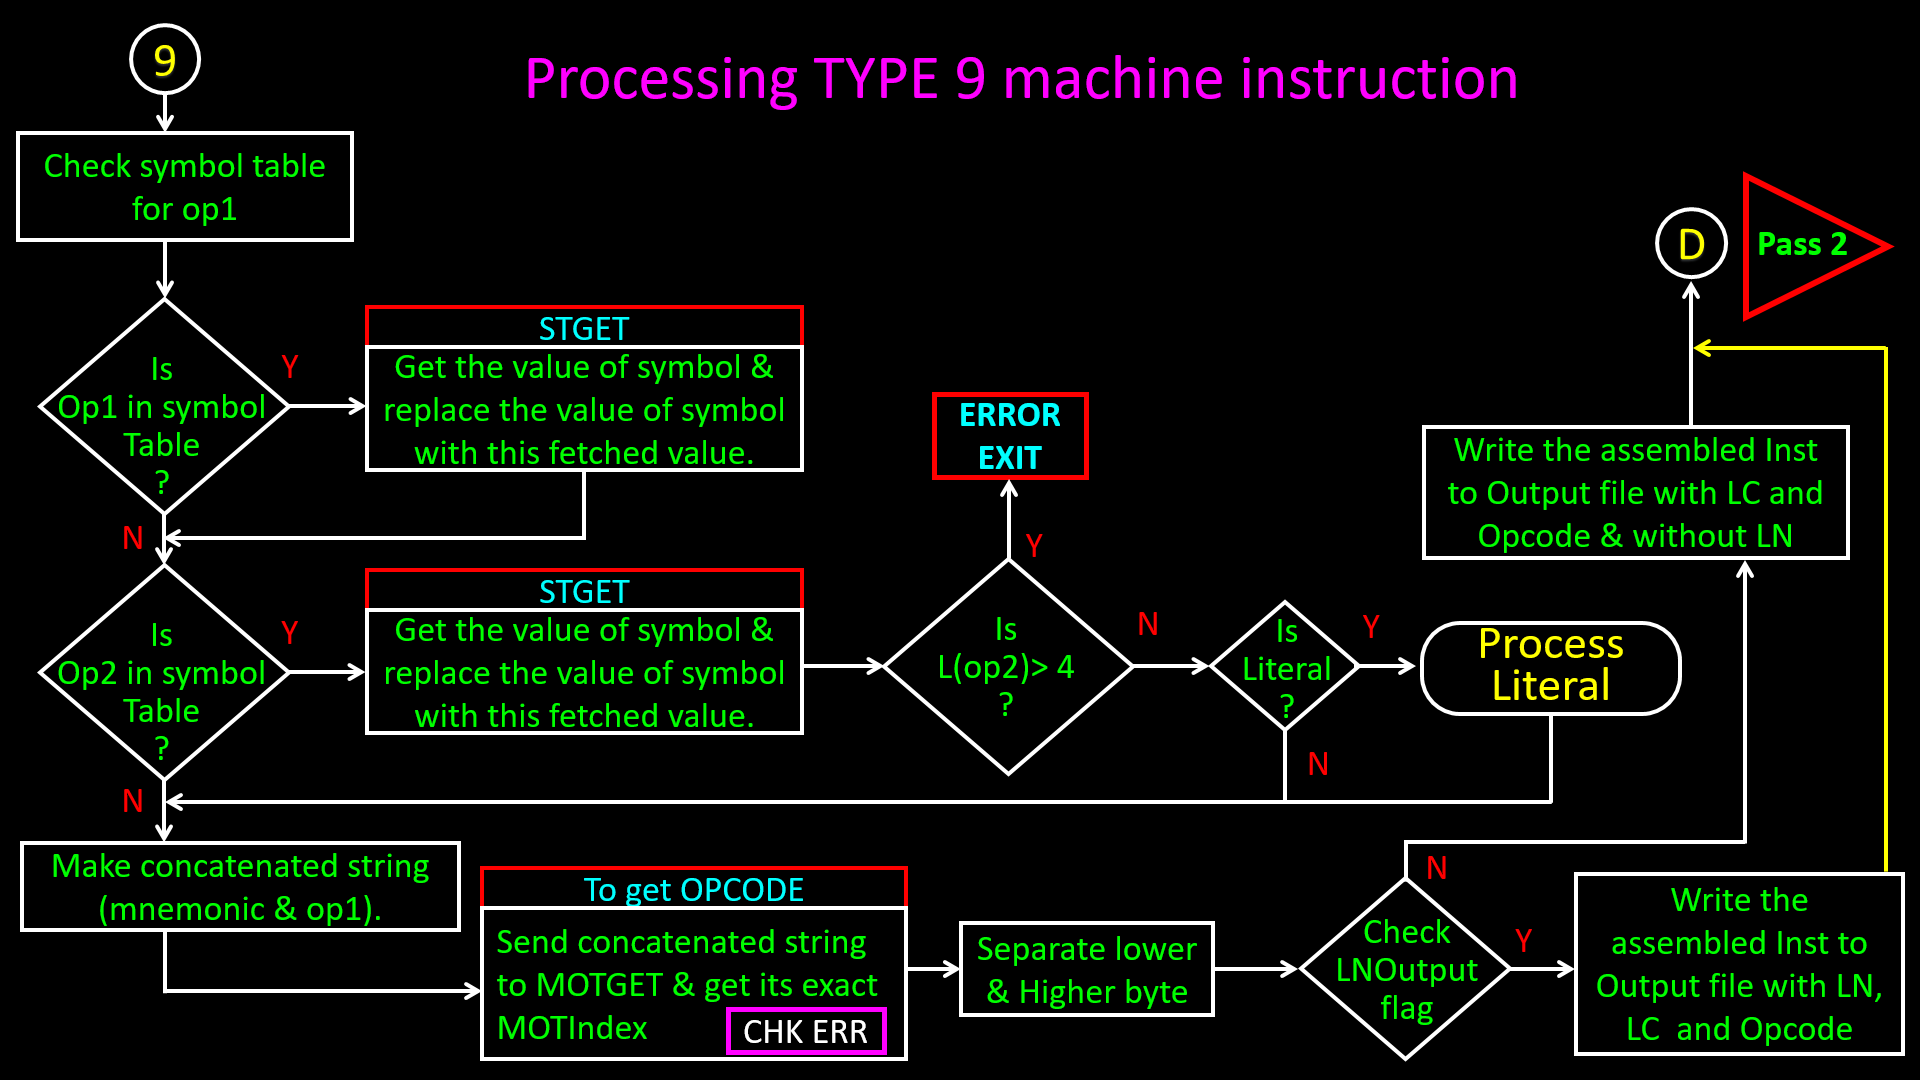 9
Processing TYPE 9 machine instruction
Check symbol table
for op1
D
Pass 2
Is
Op1 in symbol
Table
?
Y
N
STGET
Get the value of symbol &
replace the value of symbol
with this fetched value.
ERROR
EXIT
Write the assembled Inst
to Output file with LC and
Opcode & without LN
Is
Op2 in symbol
Table
?
Y
N
STGET
Get the value of symbol &
replace the value of symbol
with this fetched value.
Is
L(op2)> 4
?
Y
N
Is
Literal
?
Y
N
Process
Literal
Make concatenated string
(mnemonic & op1).
To get OPCODE
Send concatenated string
to MOTGET & get its exact
MOTIndex
CHK ERR
Separate lower
& Higher byte
Check
LNOutput
flag
N
Y
Write the
assembled Inst to
Output file with LN,
LC and Opcode